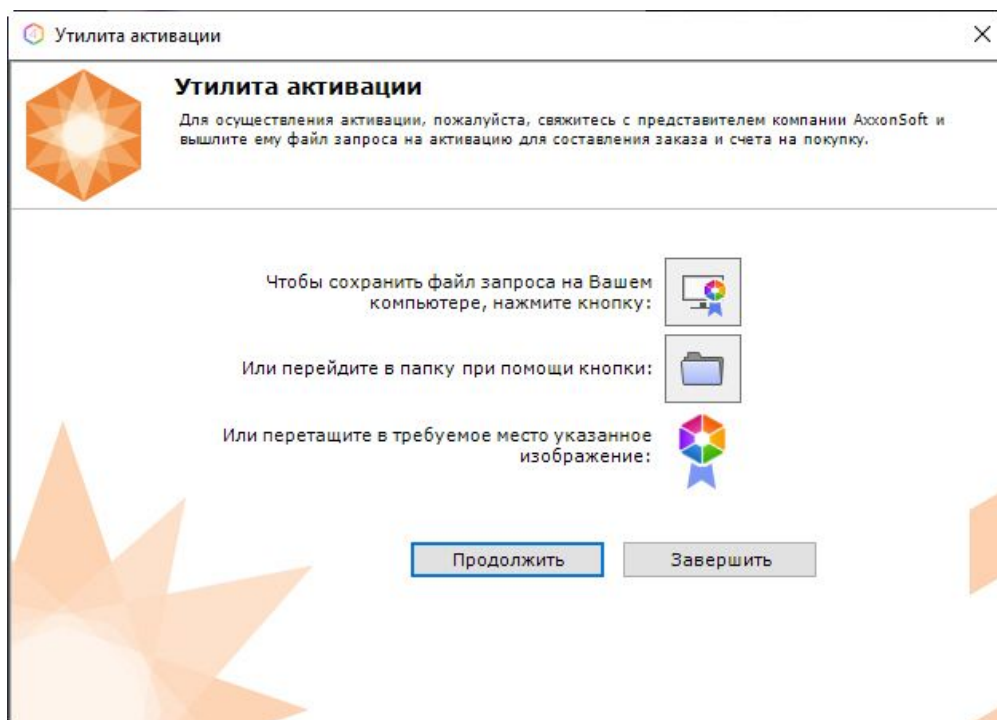 Утилита активации
Утилита активации
Для осуществления активации, пожалуйста, свяжитесь с представителем компании AxxonSoft и
вышлите ему файл запроса на активацию для составления заказа и счета на покупку.
Чтобы сохранить файл запроса на Вашем
компьютере, нажмите кнопку:
Или перейдите в папку при помощи кнопки:
Или перетащите в требуемое место указанное
изображение:
Продолжить
Завершить